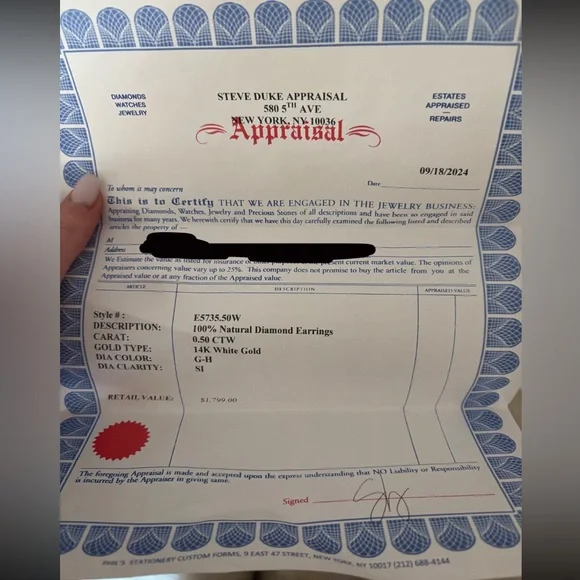 DIAMONDS
WATCHES
JEWELRY
STEVE DUKE APPRAISAL
580 5TH AVE
NEW YORK, NY 10036
Appraisal
ESTATES
APPRAISED
REPAIRS
09/18/2024
Date
To whom it may concern
This is to Certify THAT WE ARE ENGAGED IN THE JEWELRY BUSINESS:
Appraising Diamonds, Watches, Jewelry and Precious Stones of all descriptions and have been so engaged in said
business for many years. We herewith certify that we have this day carefully examined the following listed and described
articles the property of —
M
Address
We Estimate the value as listed for insurance or other purposes at present current market value. The opinions of
Appraisers concerning value vary up to 25%. This company does not promise to buy the article from you at the
Appraised value or at any fraction of the Appraised value.
ARTICLE DESCRIPTION APPRAISED VALUE
Style # : E5735.50W
DESCRIPTION: 100% Natural Diamond Earrings
CARAT: 0.50 CTW
GOLD TYPE: 14K White Gold
DIA COLOR: G-H
DIA CLARITY: SI
RETAIL VALUE: $1,799.00
The foregoing Appraisal is made and accepted upon the express understanding that NO Liability or Responsibility
is incurred by the Appraiser in giving same.
Signed
PHIL'S STATIONERY CUSTOM FORMS, 9 EAST 47 STREET, NEW YORK, NY 10017 (212) 688-4144